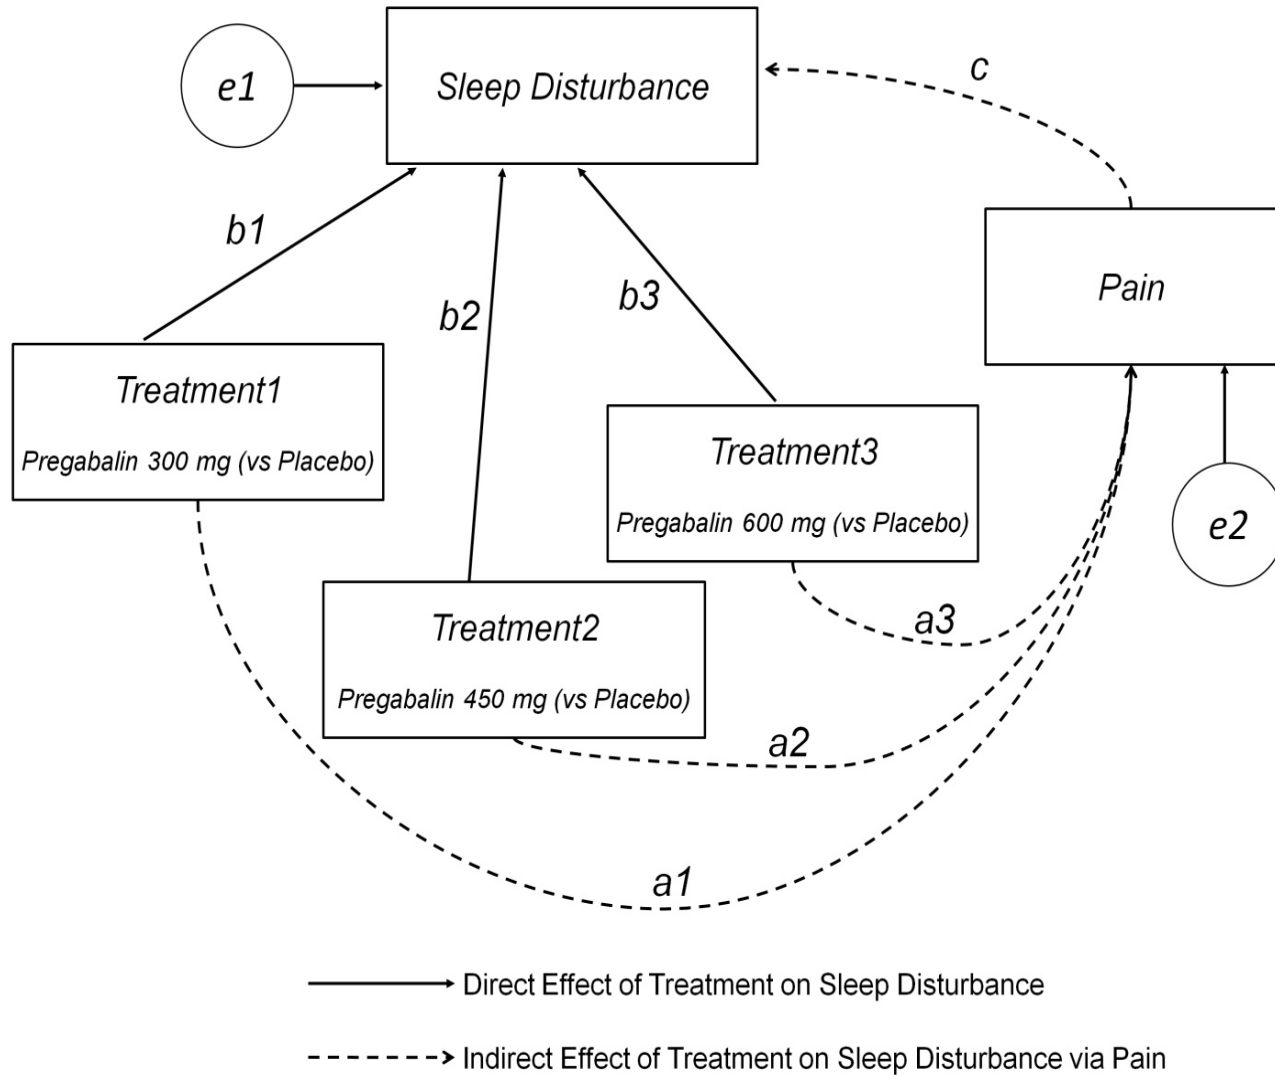 e1
Sleep Disturbance
c
b1
b2
b3
Pain
Treatment1
Pregabalin 300 mg (vs Placebo)
Treatment3
Pregabalin 600 mg (vs Placebo)
e2
Treatment2
Pregabalin 450 mg (vs Placebo)
a3
a2
a1
Direct Effect of Treatment on Sleep Disturbance
Indirect Effect of Treatment on Sleep Disturbance via Pain